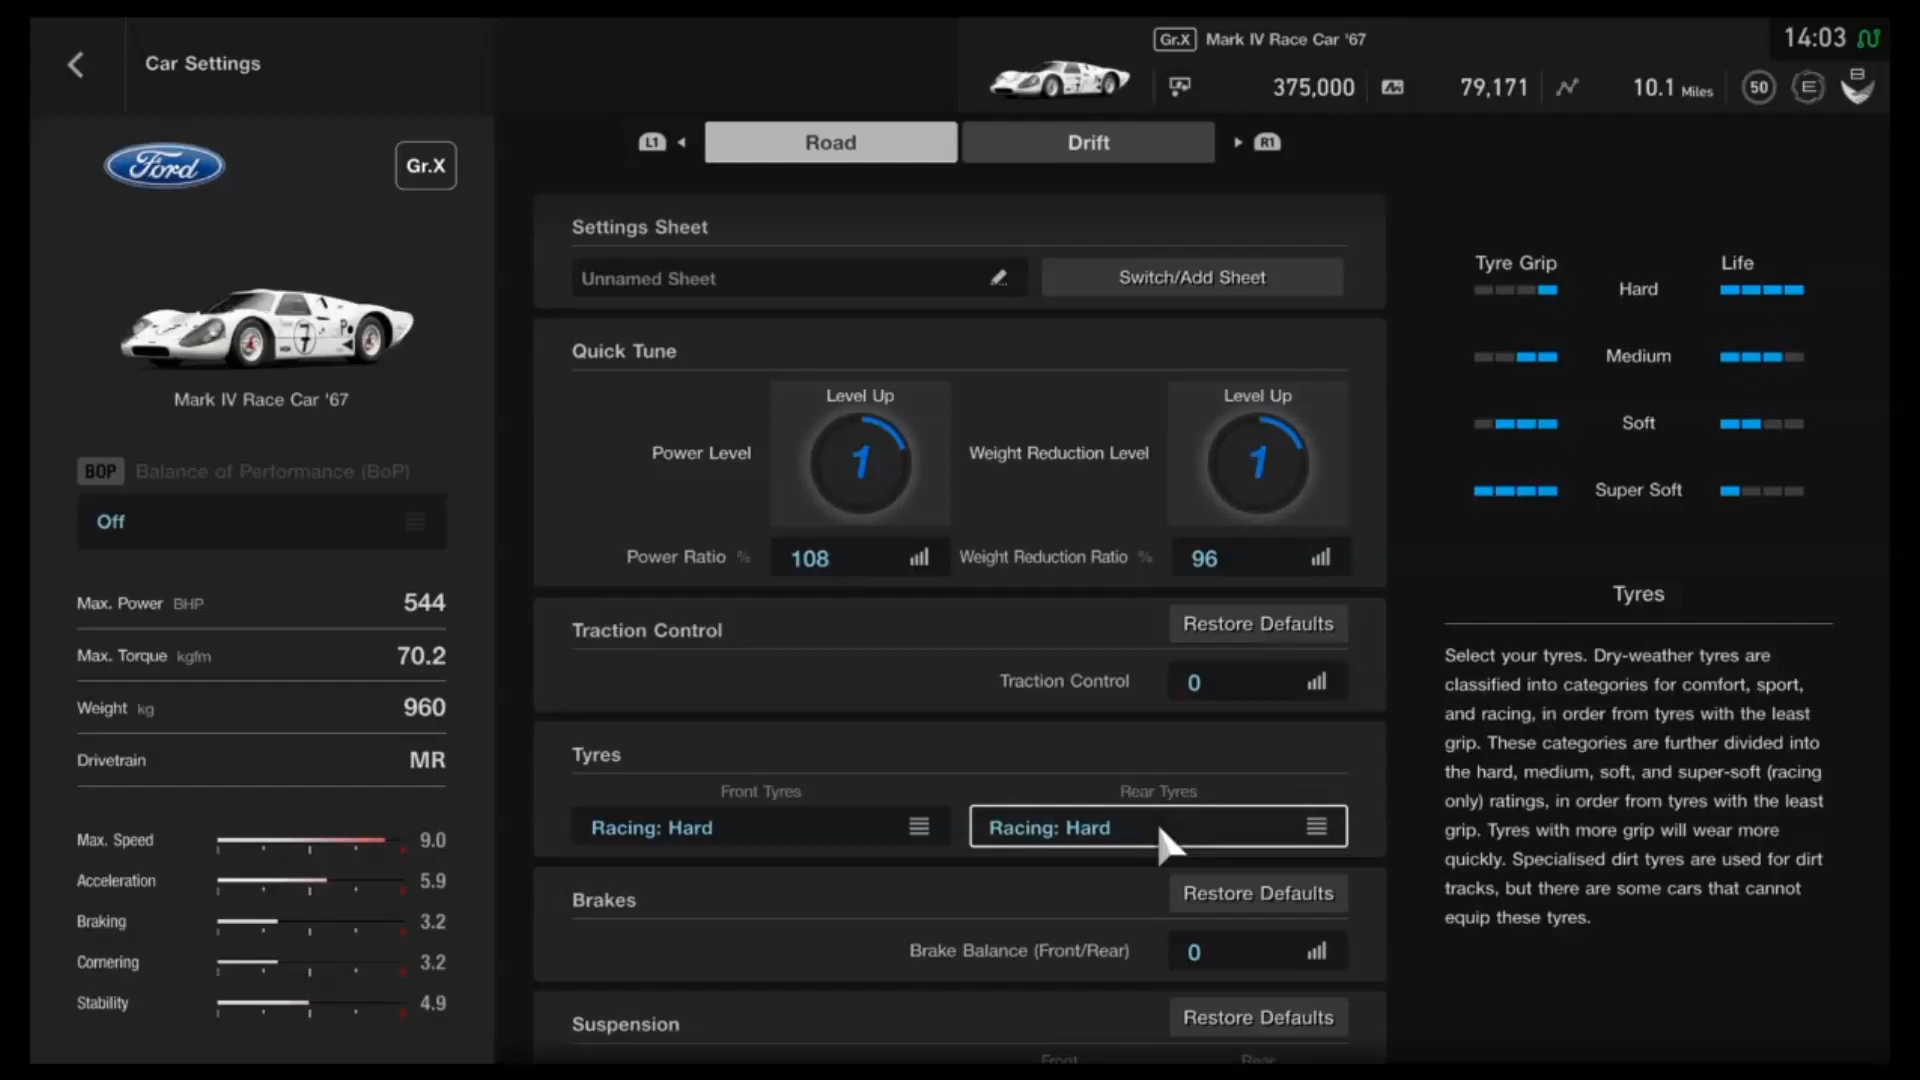 Car Settings
Gr.X Mark IV Race Car '67
14:03
375,000
79,171
10.1 Miles
50
E
B
Ford
Gr.X
Mark IV Race Car '67
BOP Balance of Performance (BoP)
Off
Max. Power BHP 544
Max. Torque kgfm 70.2
Weight kg 960
Drivetrain MR
Max. Speed 9.0
Acceleration 5.9
Braking 3.2
Cornering 3.2
Stability 4.9
L1 Road Drift R1
Settings Sheet
Unnamed Sheet Switch/Add Sheet
Quick Tune
Level Up Level Up
Power Level 1 Weight Reduction Level 1
Power Ratio % 108 Weight Reduction Ratio % 96
Traction Control Restore Defaults
Traction Control 0
Tyres
Front Tyres Rear Tyres
Racing: Hard Racing: Hard
Brakes Restore Defaults
Brake Balance (Front/Rear) 0
Suspension Restore Defaults
Front Rear
Tyre Grip Life
Hard
Medium
Soft
Super Soft
Tyres
Select your tyres. Dry-weather tyres are
classified into categories for comfort, sport,
and racing, in order from tyres with the least
grip. These categories are further divided into
the hard, medium, soft, and super-soft (racing
only) ratings, in order from tyres with the least
grip. Tyres with more grip will wear more
quickly. Specialised dirt tyres are used for dirt
tracks, but there are some cars that cannot
equip these tyres.